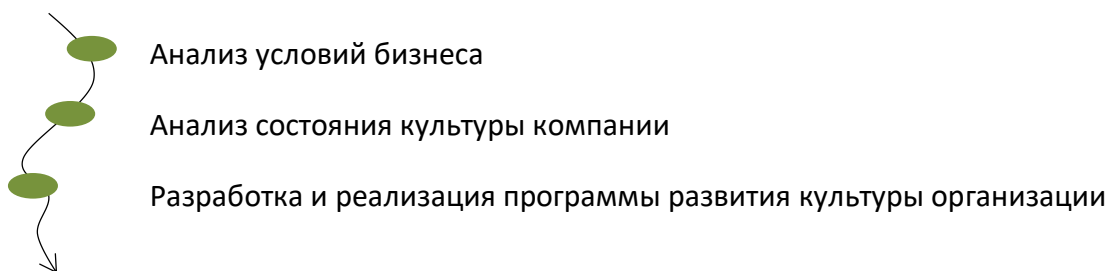 Анализ условий бизнеса
Анализ состояния культуры компании
Разработка и реализация программы развития культуры организации